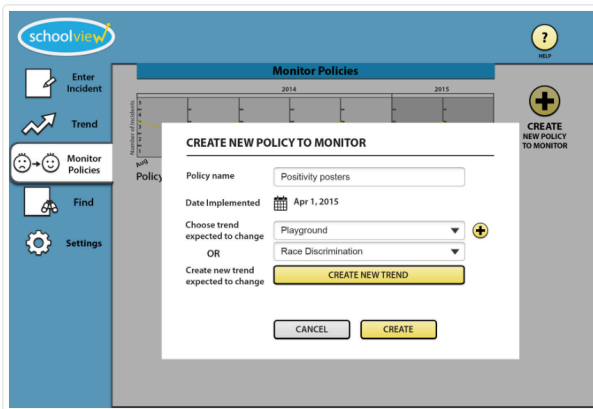 schoolview
?
HELP
Enter
Incident
Trend
Monitor
Policies
Find
Settings
Monitor Policies
2014
2015
Number of Incidents
Aug
Policy
CREATE
NEW POLICY
TO MONITOR
CREATE NEW POLICY TO MONITOR
Policy name
Positivity posters
Date Implemented
Apr 1, 2015
Choose trend
expected to change
Playground
OR
Race Discrimination
Create new trend
expected to change
CREATE NEW TREND
CANCEL
CREATE